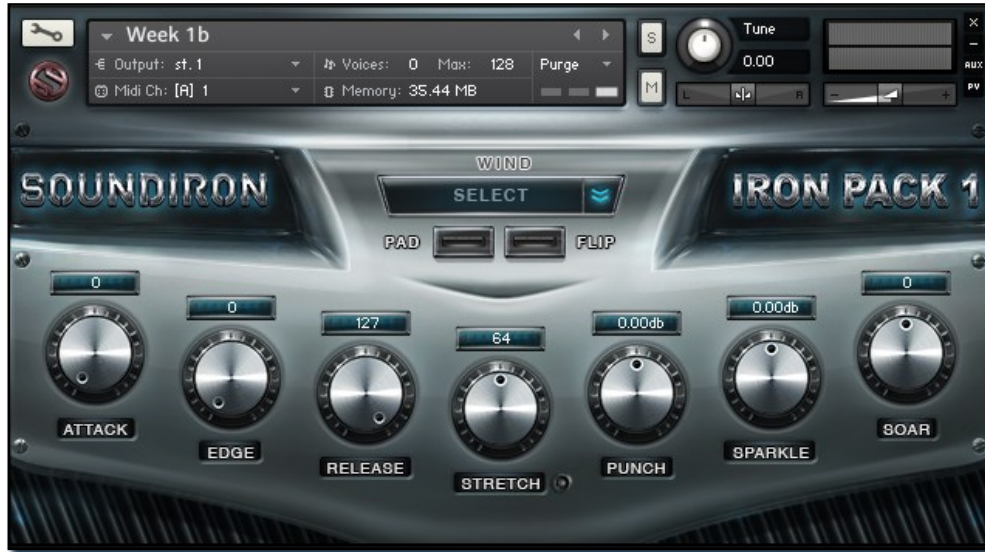 Week 1b
Output: st. 1
Voices: 0 Max: 128 Purge
Midi Ch: [A] 1
Memory: 35.44 MB
S
M
Tune
0.00
L R
- +
×
-
AUX
PV
SOUNDIRON
WIND
SELECT
IRON PACK 1
PAD
FLIP
0
0
127
64
0.00db
0.00db
0
ATTACK
EDGE
RELEASE
STRETCH
PUNCH
SPARKLE
SOAR